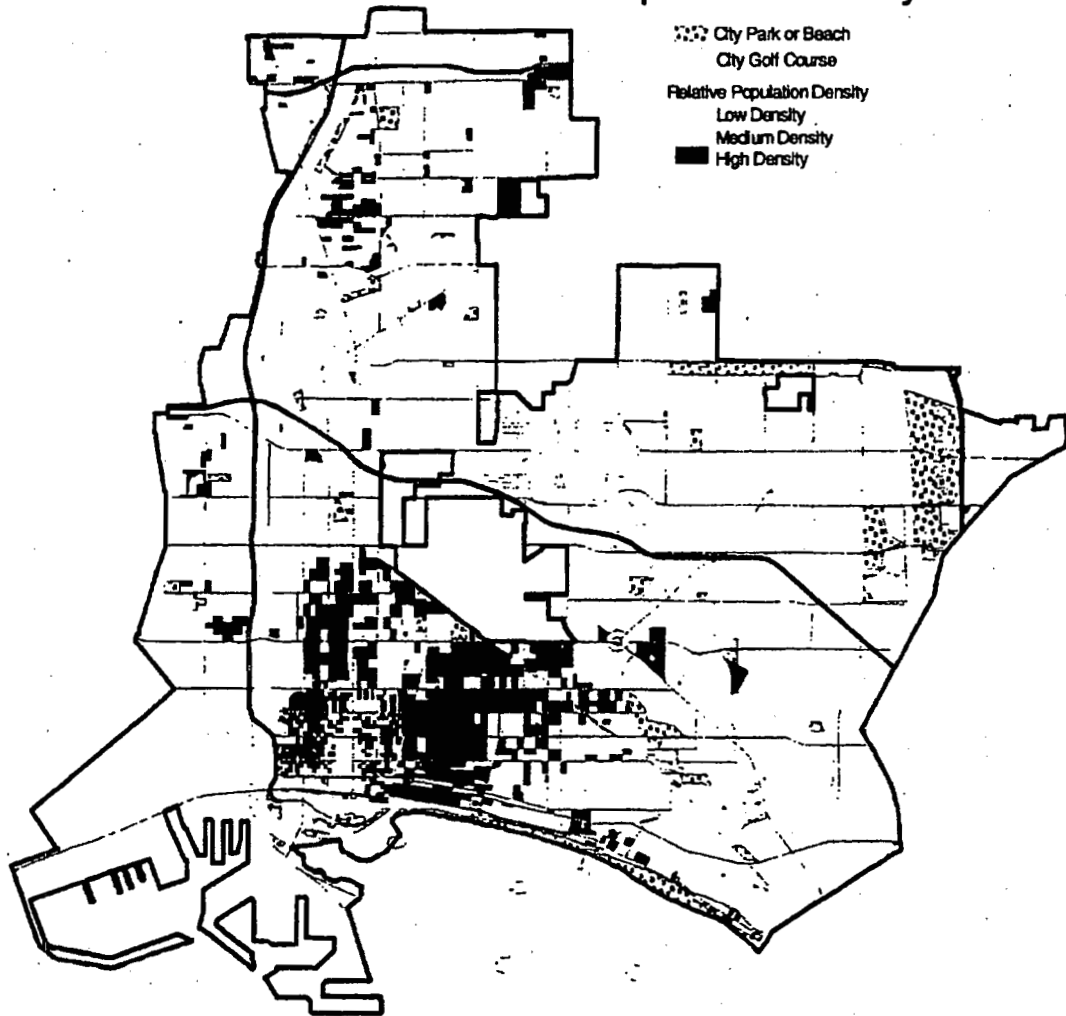 City Park or Beach
City Golf Course
Relative Population Density
Low Density
Medium Density
High Density